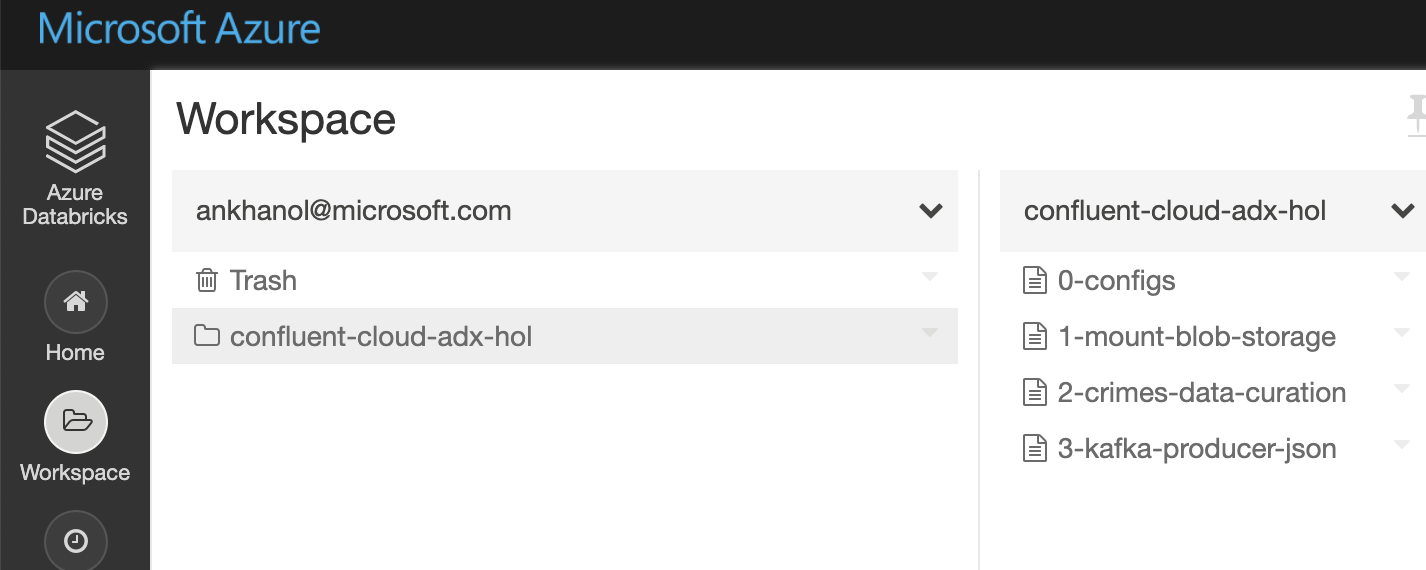 Microsoft Azure
Azure
Databricks
Home
Workspace
Workspace
ankhanol@microsoft.com
Trash
confluent-cloud-adx-hol
confluent-cloud-adx-hol
0-configs
1-mount-blob-storage
2-crimes-data-curation
3-kafka-producer-json